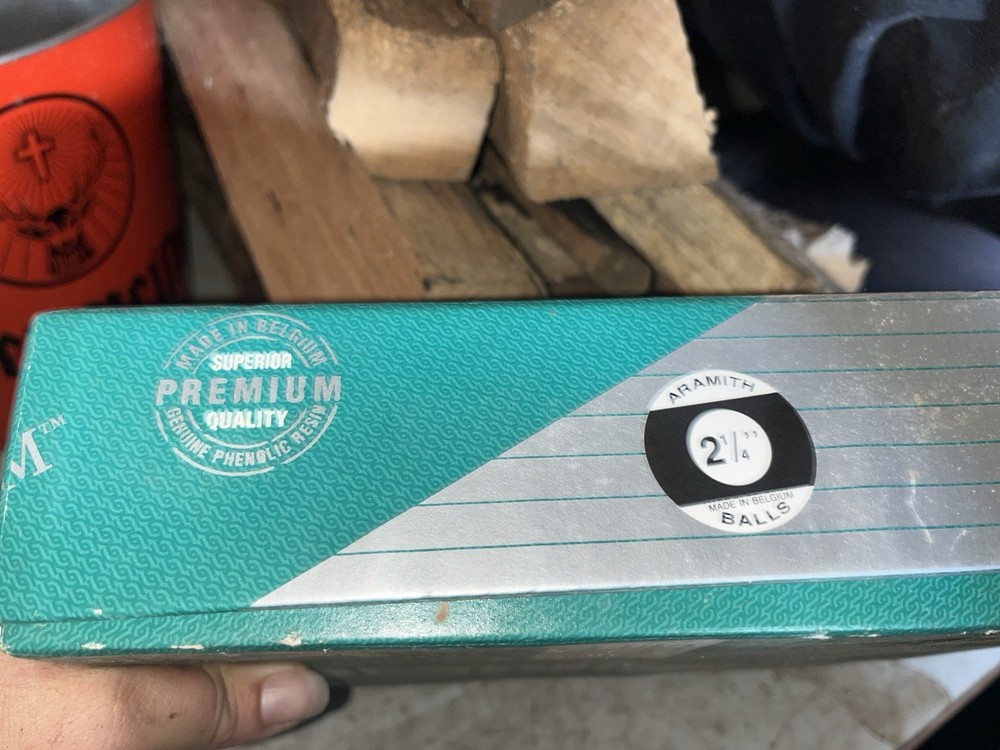 MADE IN BELGIUM
SUPERIOR
PREMIUM
QUALITY
GENUINE PHENOLIC RESIN
M™
ARAMITH
2 1/4"
MADE IN BELGIUM
BALLS